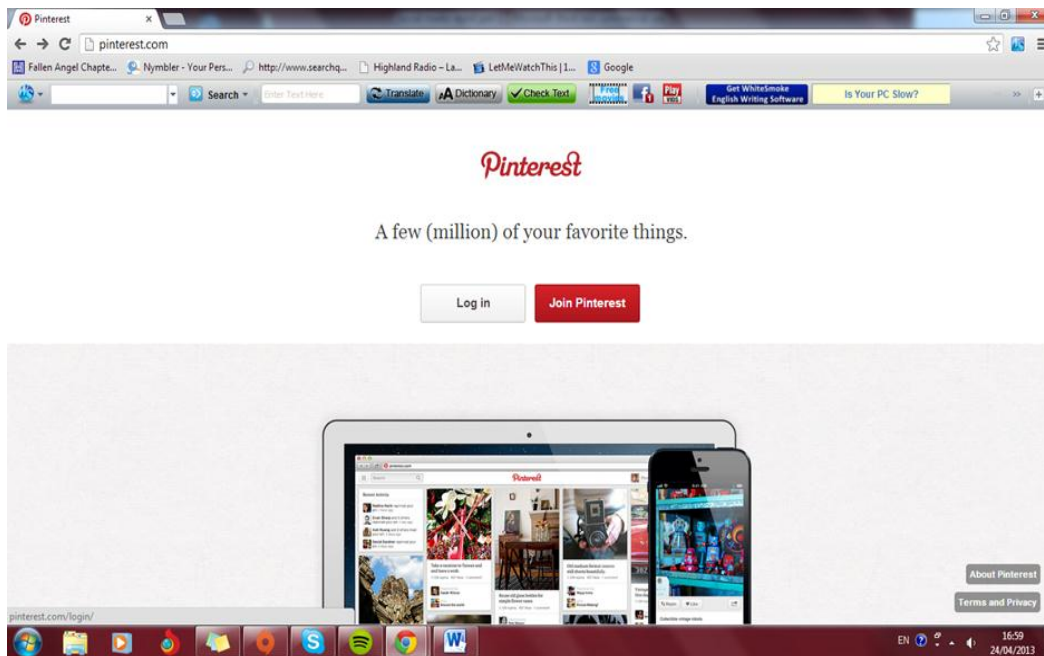 Pinterest
pinterest.com
Fallen Angel Chapte... Nymbler - Your Pers... http://www.searchq... Highland Radio – La... LetMeWatchThis | 1... Google
Search Enter Text Here Translate Dictionary Check Text Free movies Play Get WhiteSmoke English Writing Software Is Your PC Slow?
Pinterest
A few (million) of your favorite things.
Log in Join Pinterest
Pinterest
About Pinterest
Terms and Privacy
pinterest.com/login/
EN 16:59
24/04/2013